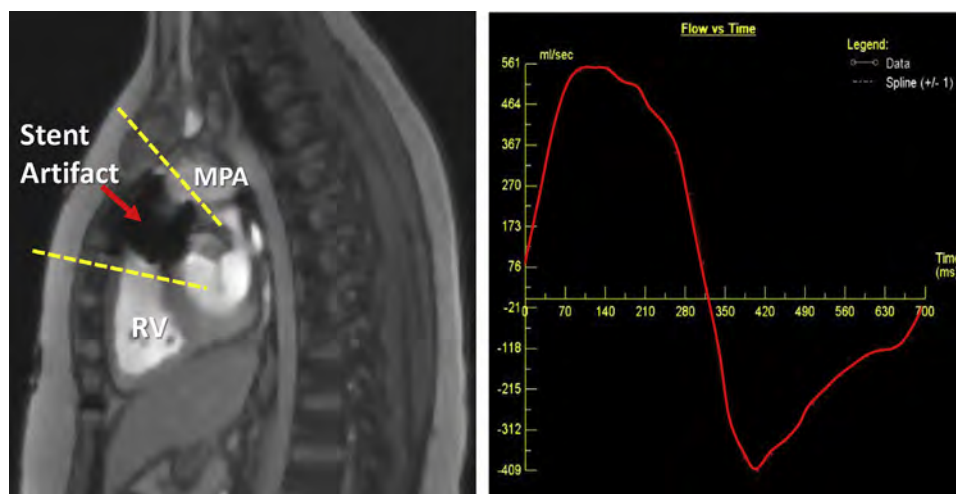 Stent
Artifact
MPA
RV
Flow vs Time
ml/sec
Legend:
Data
Spline (+/- 1)
561
464
367
270
173
76
-21
-118
-215
-312
-409
0 70 140 210 280 350 420 490 560 630 700
Time
(ms